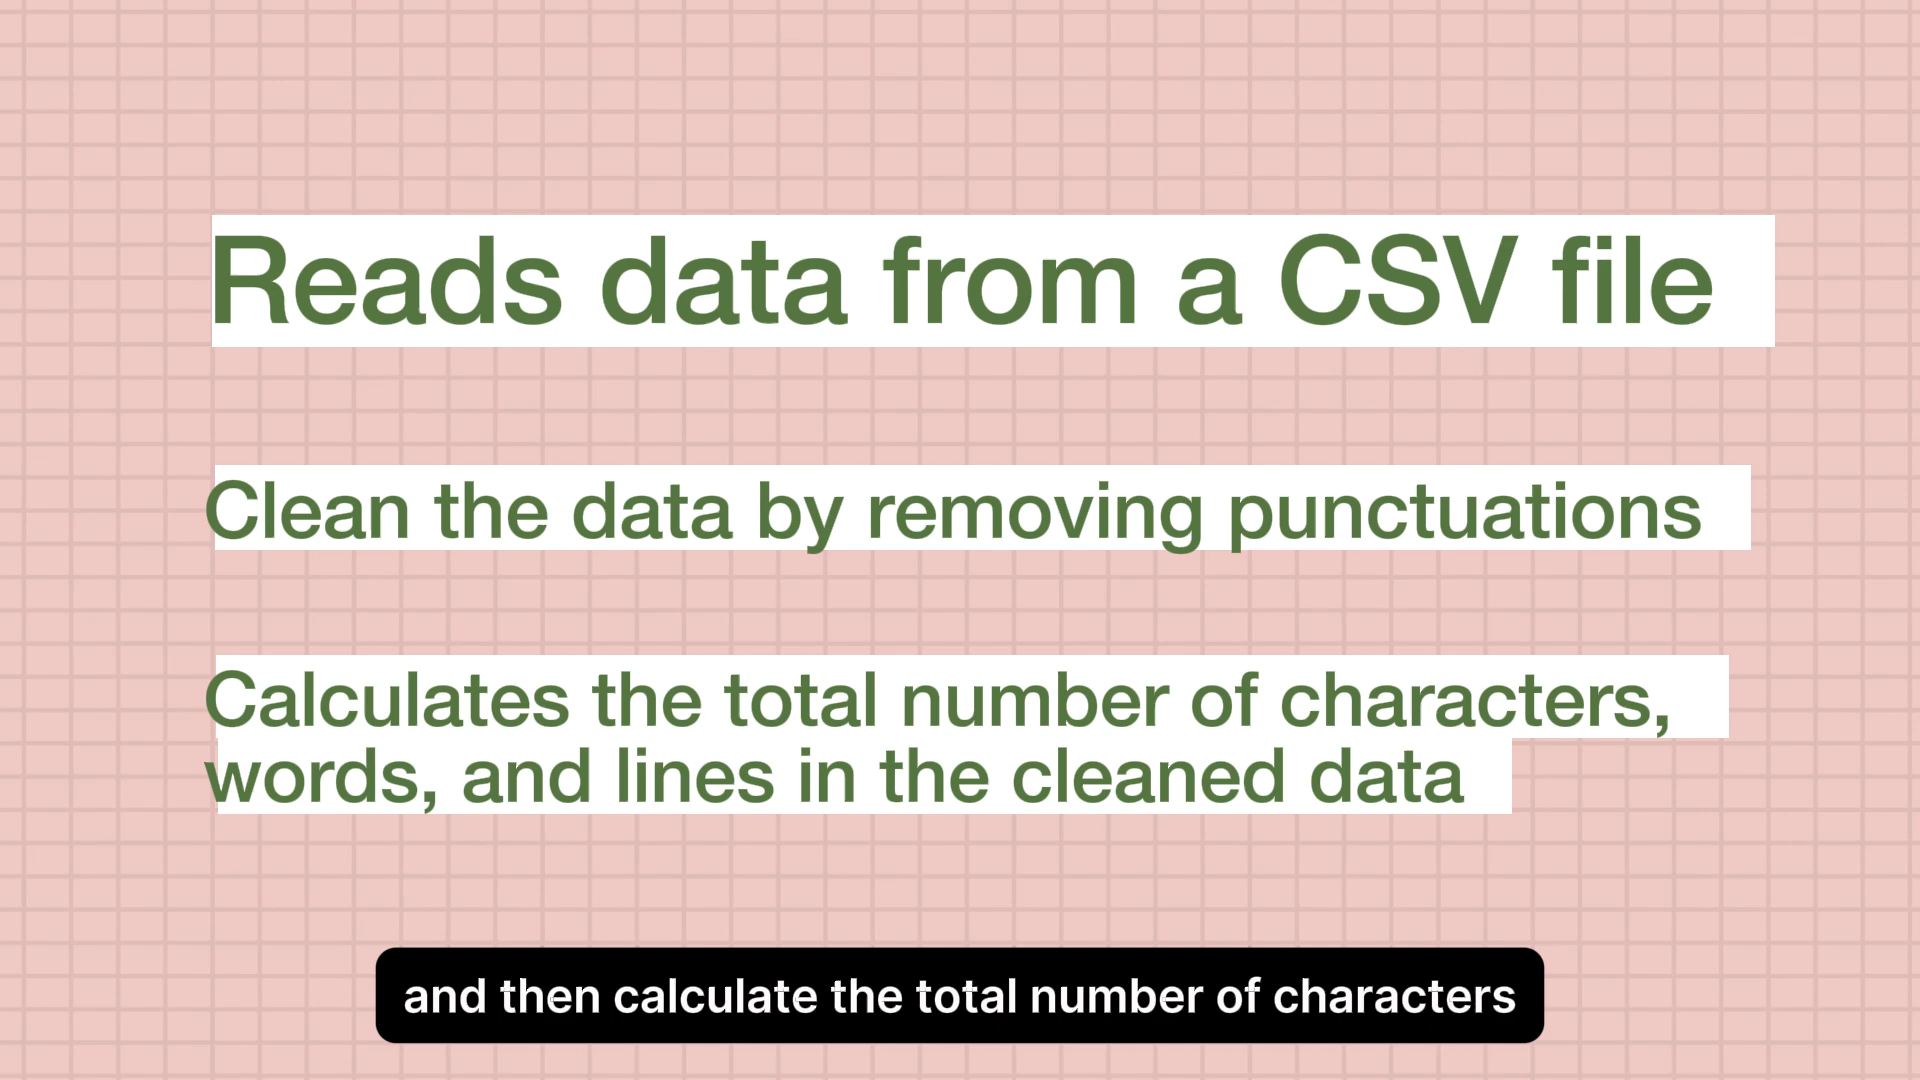 Reads data from a CSV file
Clean the data by removing punctuations
Calculates the total number of characters,
words, and lines in the cleaned data
and then calculate the total number of characters